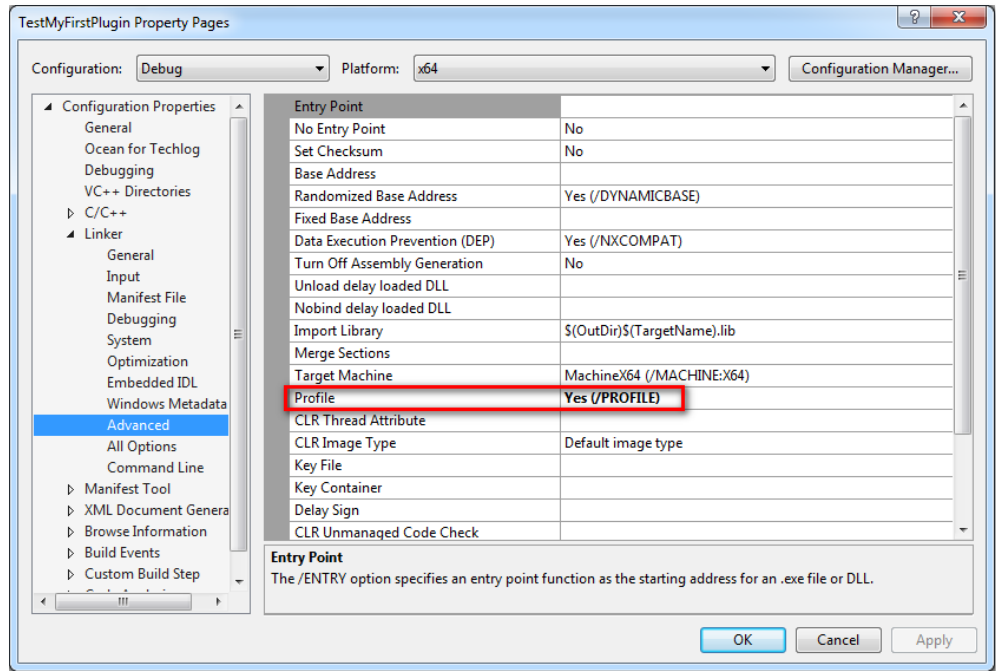 TestMyFirstPlugin Property Pages
Configuration: Debug Platform: x64 Configuration Manager...
Configuration Properties
General
Ocean for Techlog
Debugging
VC++ Directories
C/C++
Linker
General
Input
Manifest File
Debugging
System
Optimization
Embedded IDL
Windows Metadata
Advanced
All Options
Command Line
Manifest Tool
XML Document Genera
Browse Information
Build Events
Custom Build Step
Entry Point
No Entry Point No
Set Checksum No
Base Address
Randomized Base Address Yes (/DYNAMICBASE)
Fixed Base Address
Data Execution Prevention (DEP) Yes (/NXCOMPAT)
Turn Off Assembly Generation No
Unload delay loaded DLL
Nobind delay loaded DLL
Import Library $(OutDir)$(TargetName).lib
Merge Sections
Target Machine MachineX64 (/MACHINE:X64)
Profile Yes (/PROFILE)
CLR Thread Attribute
CLR Image Type Default image type
Key File
Key Container
Delay Sign
CLR Unmanaged Code Check
Entry Point
The /ENTRY option specifies an entry point function as the starting address for an .exe file or DLL.
OK Cancel Apply